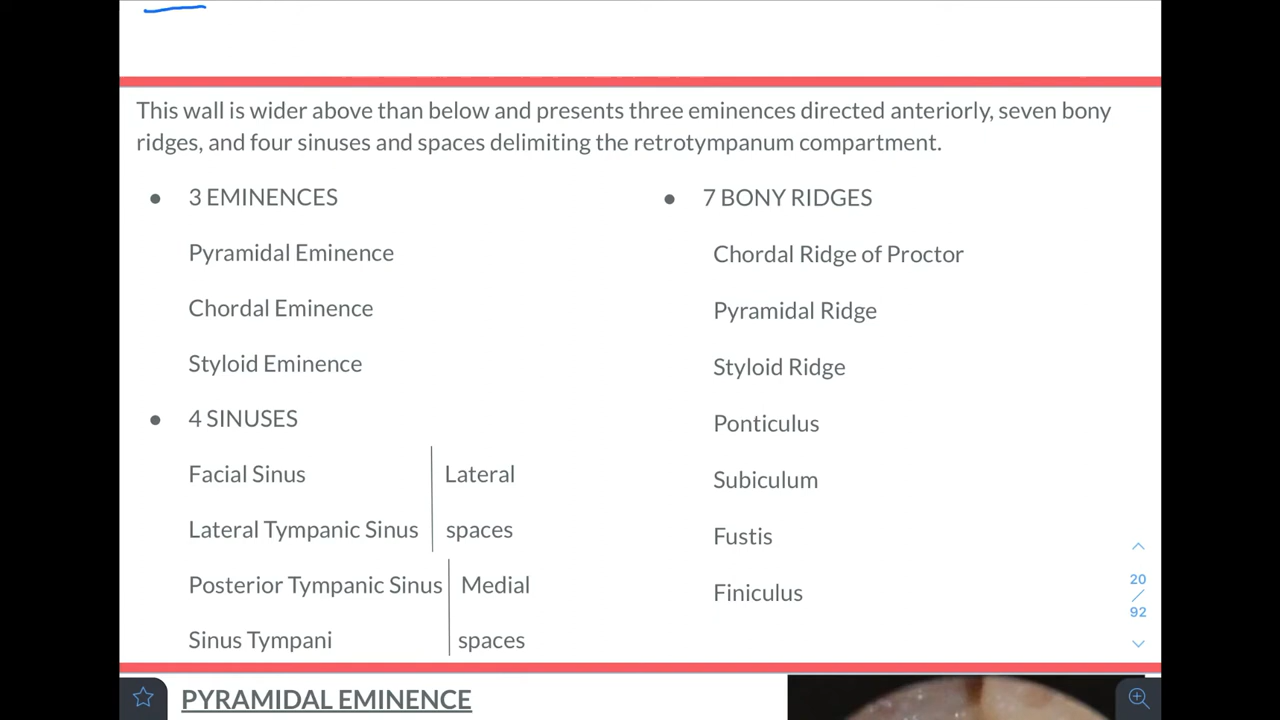 This wall is wider above than below and presents three eminences directed anteriorly, seven bony
ridges, and four sinuses and spaces delimiting the retrotympanum compartment.
● 3 EMINENCES
Pyramidal Eminence
Chordal Eminence
Styloid Eminence
● 4 SINUSES
Facial Sinus Lateral
Lateral Tympanic Sinus spaces
Posterior Tympanic Sinus Medial
Sinus Tympani spaces
● 7 BONY RIDGES
Chordal Ridge of Proctor
Pyramidal Ridge
Styloid Ridge
Ponticulus
Subiculum
Fustis
Finiculus
20
/
92
PYRAMIDAL EMINENCE